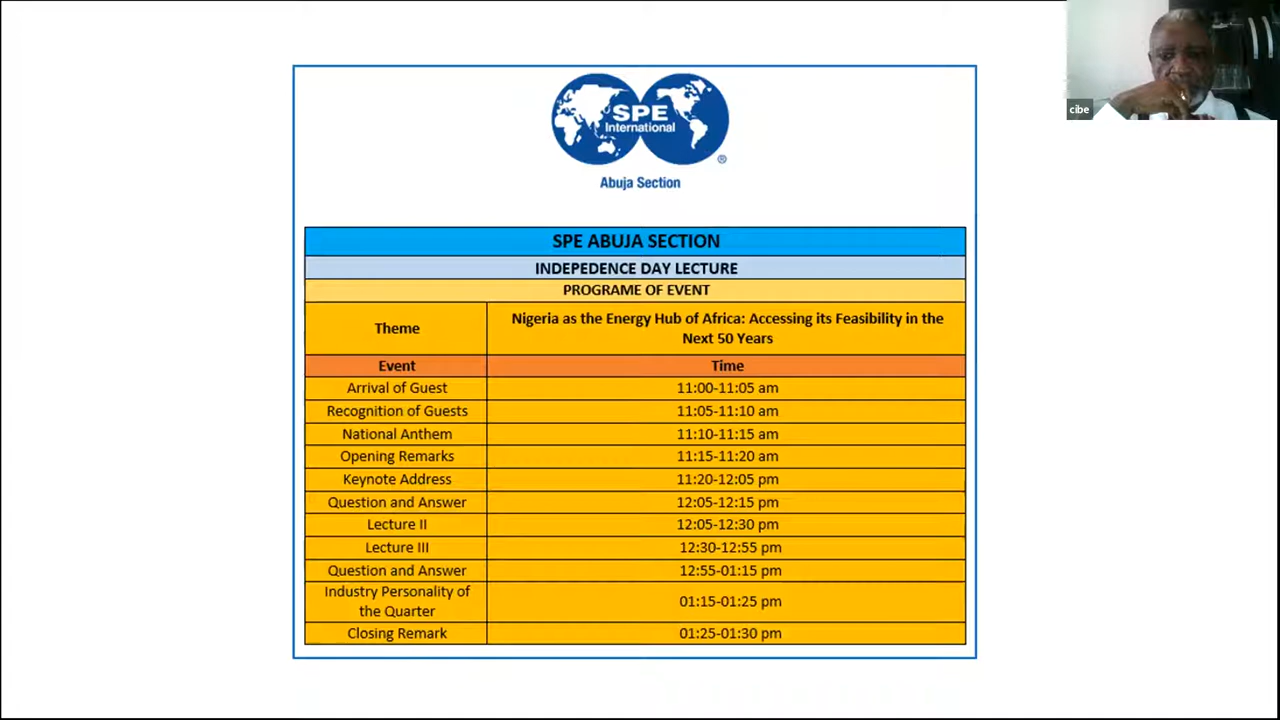 SPE
International
®
Abuja Section
cibe
SPE ABUJA SECTION
INDEPEDENCE DAY LECTURE
PROGRAME OF EVENT
Theme
Nigeria as the Energy Hub of Africa: Accessing its Feasibility in the
Next 50 Years
Event Time
Arrival of Guest 11:00-11:05 am
Recognition of Guests 11:05-11:10 am
National Anthem 11:10-11:15 am
Opening Remarks 11:15-11:20 am
Keynote Address 11:20-12:05 pm
Question and Answer 12:05-12:15 pm
Lecture II 12:05-12:30 pm
Lecture III 12:30-12:55 pm
Question and Answer 12:55-01:15 pm
Industry Personality of
the Quarter
01:15-01:25 pm
Closing Remark 01:25-01:30 pm